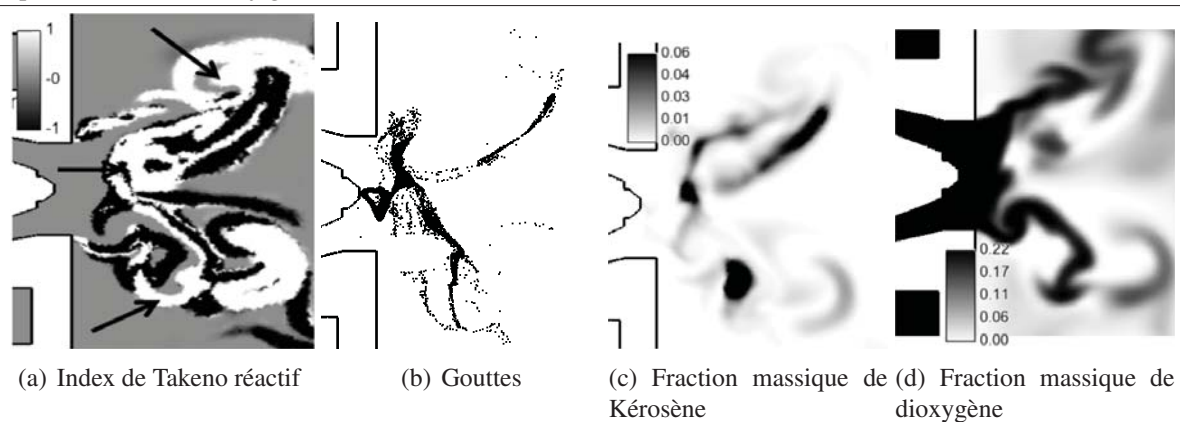 1
-0
-1
0.06
0.04
0.03
0.01
0.00
0.22
0.17
0.11
0.06
0.00
(a) Index de Takeno réactif
(b) Gouttes
(c) Fraction massique de
Kérosène
(d) Fraction massique de
dioxygène